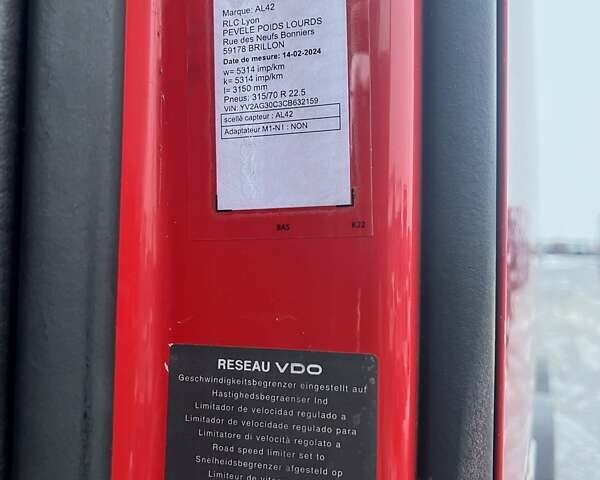 Marque: AL42
RLC Lyon
PEVELE POIDS LOURDS
Rue des Neufs Bonniers
59178 BRILLON
Date de mesure: 14-02-2024
w= 5314 imp/km
k= 5314 imp/km
l= 3150 mm
Pneus: 315/70 R 22.5
VIN: YV2AG30C3CB632159
scellé capteur : AL42
Adaptateur M1-N1 : NON
BAS K22
RESEAU VDO
Geschwindigkeitsbegrenzer eingestellt auf
Hastighedsbegraenser Ind
Limitador de velocidad regulado a
Limitador de velocidade regulado para
Limitatore di velocità regolato a
Road speed limiter set to
Snelheidsbegrenzer afgesteld op
Limiteur de